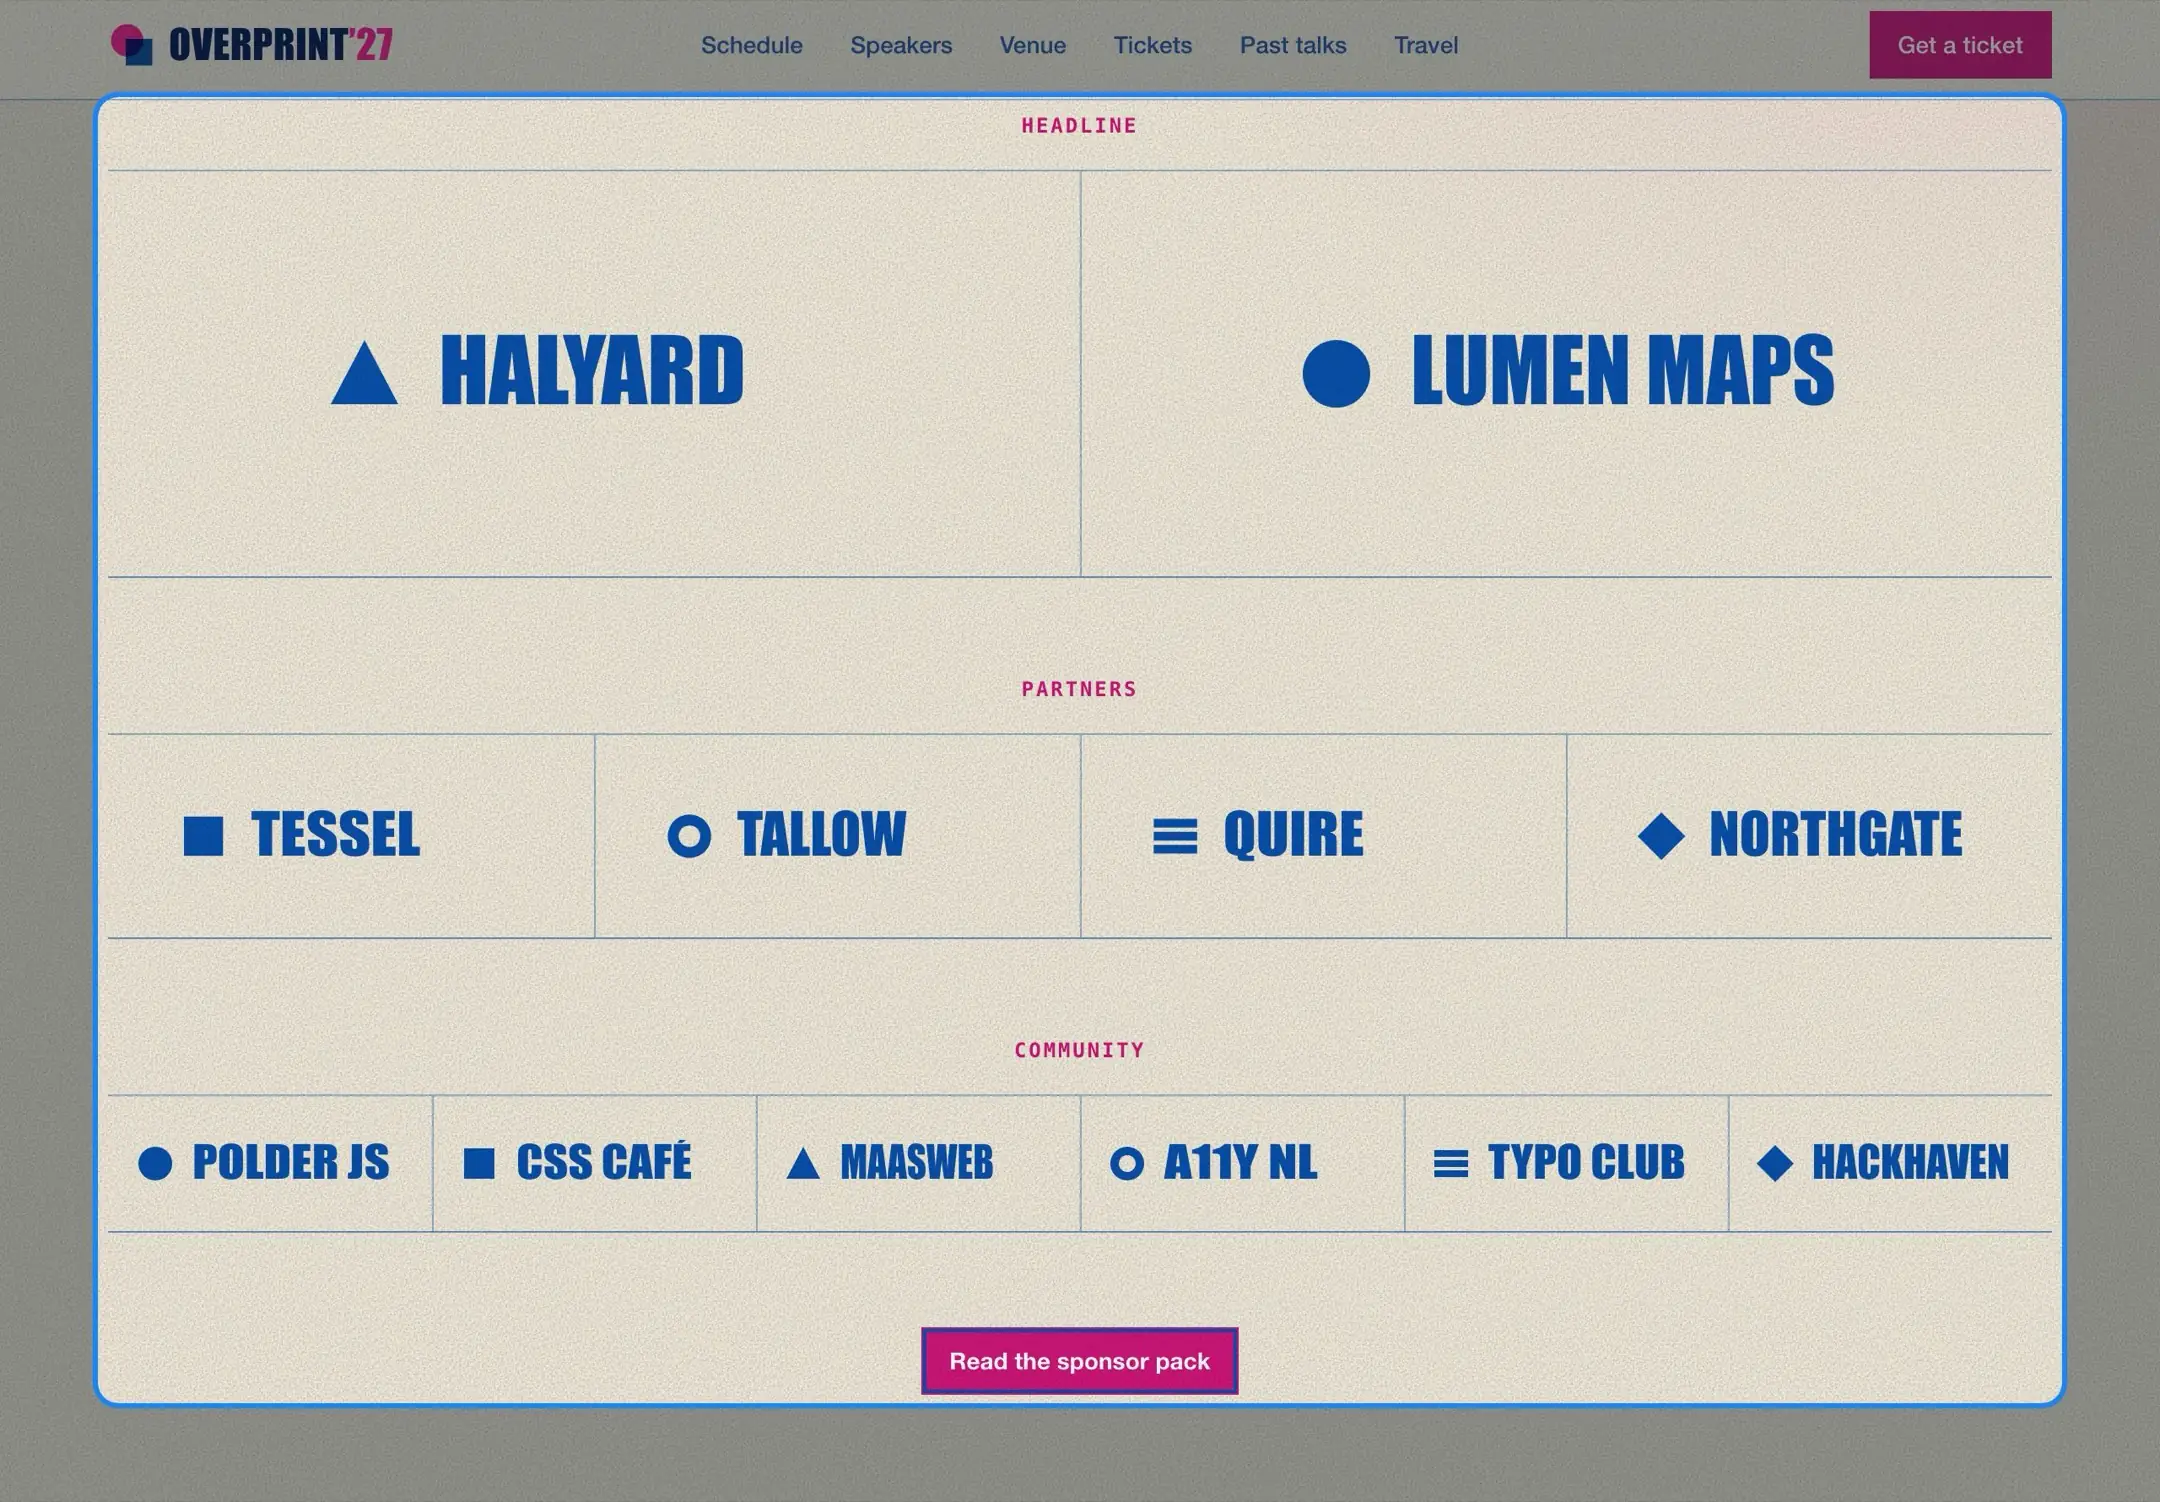 OVERPRINT'27
Schedule Speakers Venue Tickets Past talks Travel
Get a ticket
HEADLINE
HALYARD
LUMEN MAPS
PARTNERS
TESSEL
TALLOW
QUIRE
NORTHGATE
COMMUNITY
POLDER JS
CSS CAFÉ
MAASWEB
A11Y NL
TYPO CLUB
HACKHAVEN
Read the sponsor pack